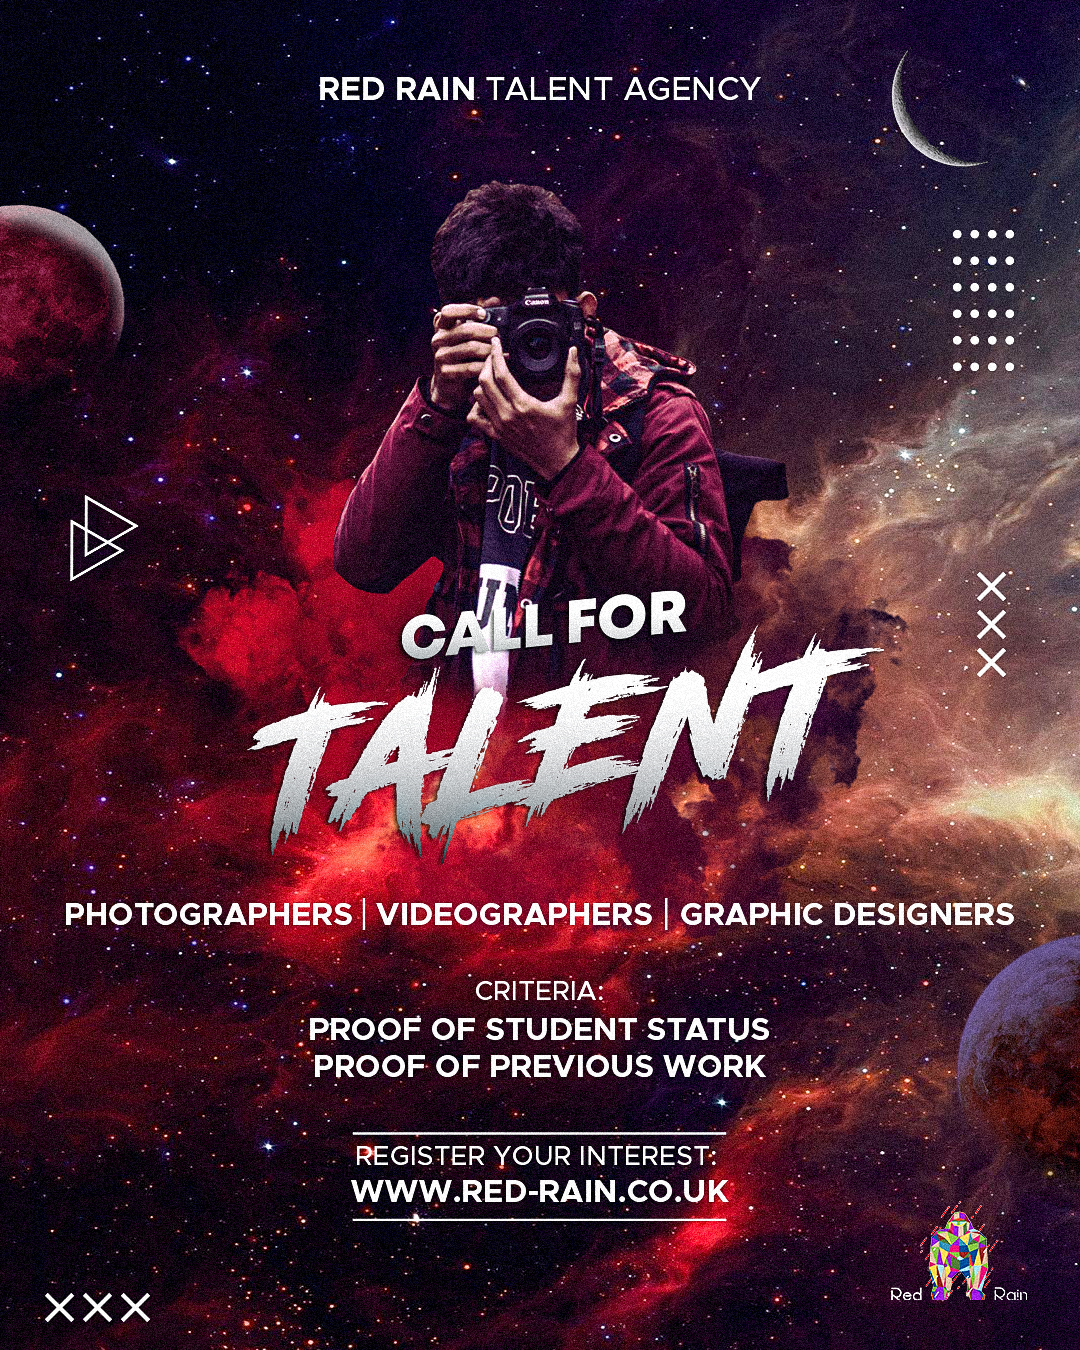 RED RAIN TALENT AGENCY
Canon
CALL FOR
TALENT
PHOTOGRAPHERS | VIDEOGRAPHERS | GRAPHIC DESIGNERS
CRITERIA:
PROOF OF STUDENT STATUS
PROOF OF PREVIOUS WORK
REGISTER YOUR INTEREST:
WWW.RED-RAIN.CO.UK
Red Rain